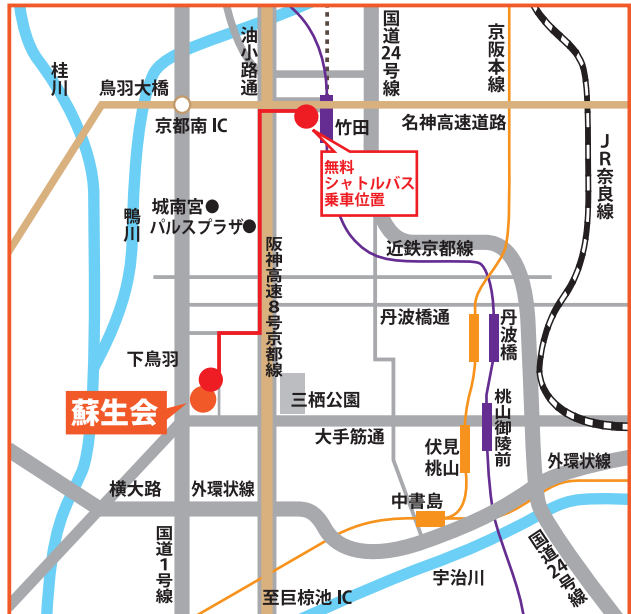 桂川
鳥羽大橋
油小路通
国道24号線
京阪本線
京都南IC
竹田
名神高速道路
JR奈良線
無料
シャトルバス
乗車位置
鴨川
城南宮
パルスプラザ
近鉄京都線
阪神高速8号京都線
丹波橋通
丹波橋
下鳥羽
蘇生会
三栖公園
桃山御陵前
大手筋通
伏見
桃山
外環状線
横大路
外環状線
中書島
国道1号線
国道24号線
宇治川
至巨椋池IC